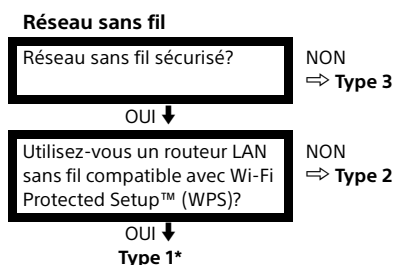 Réseau sans fil
Réseau sans fil sécurisé?
NON
⇨ Type 3
OUI 🠋
Utilisez-vous un routeur LAN
sans fil compatible avec Wi-Fi
Protected Setup™ (WPS)?
NON
⇨ Type 2
OUI 🠋
Type 1*